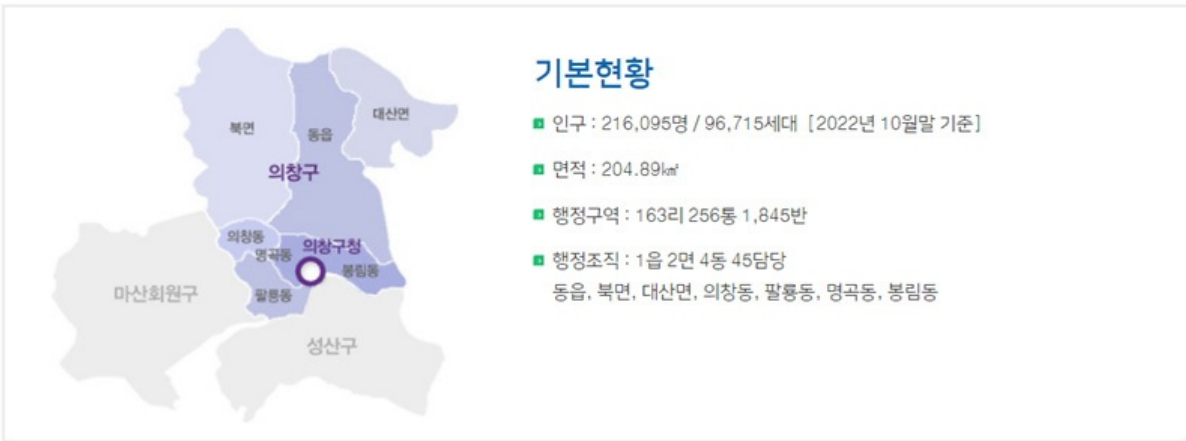 북면
동읍
대산면
의창구
의창동
명곡동
의창구청
봉림동
팔룡동
마산회원구
성산구
기본현황
인구 : 216,095명 / 96,715세대 [2022년 10월말 기준]
면적 : 204.89㎢
행정구역 : 163리 256통 1,845반
행정조직 : 1읍 2면 4동 45담당
동읍, 북면, 대산면, 의창동, 팔룡동, 명곡동, 봉림동